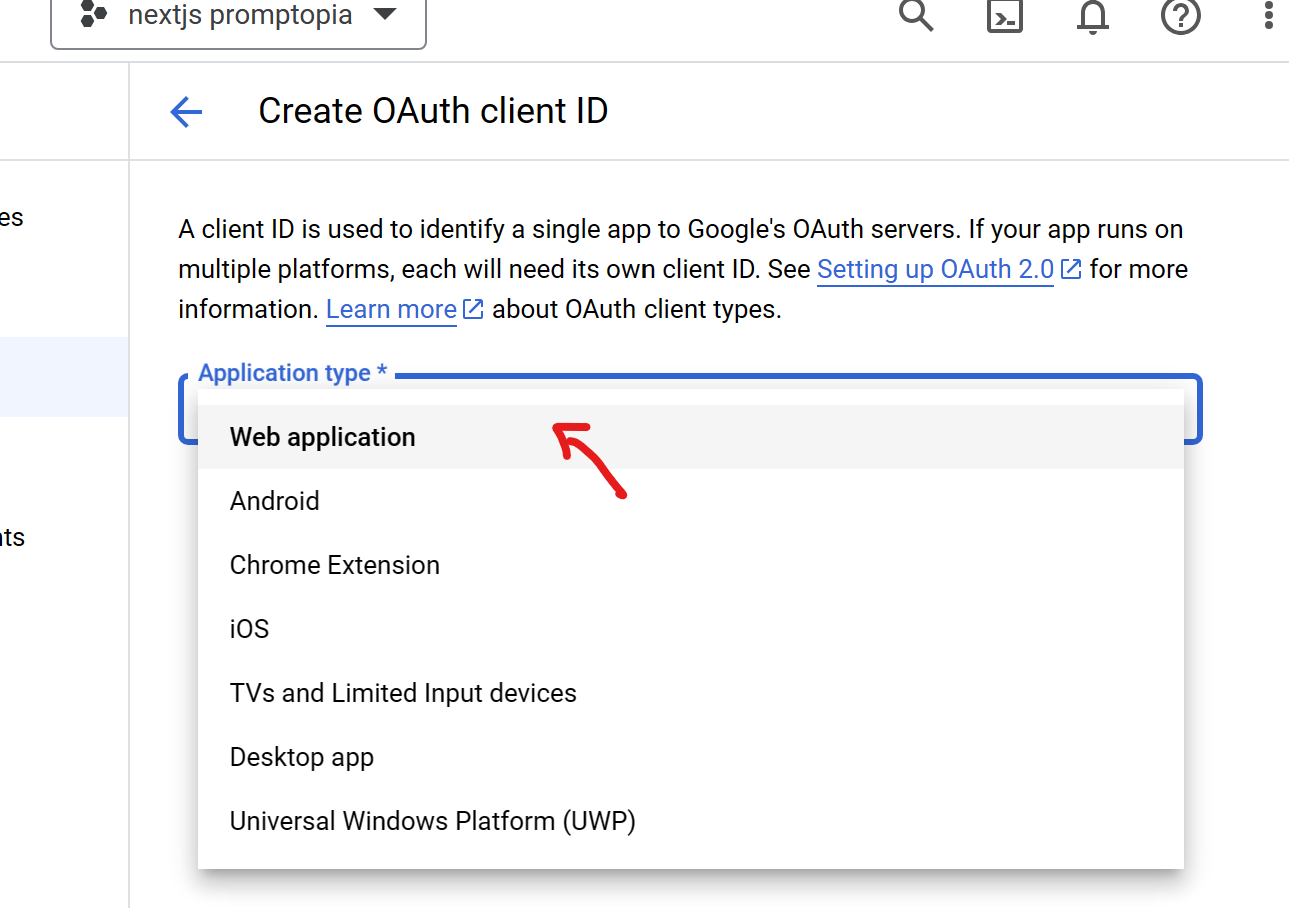 nextjs promptopia
Create OAuth client ID
es
A client ID is used to identify a single app to Google's OAuth servers. If your app runs on
multiple platforms, each will need its own client ID. See Setting up OAuth 2.0 for more
information. Learn more about OAuth client types.
Application type *
Web application
Android
Chrome Extension
iOS
nts
TVs and Limited Input devices
Desktop app
Universal Windows Platform (UWP)